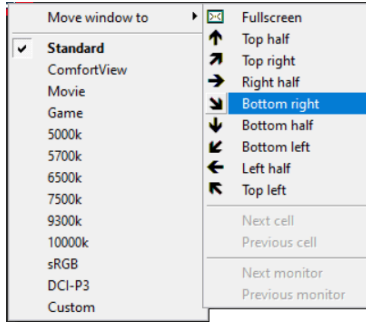 Move window to
Standard
ComfortView
Movie
Game
5000k
5700k
6500k
7500k
9300k
10000k
sRGB
DCI-P3
Custom
Fullscreen
Top half
Top right
Right half
Bottom right
Bottom half
Bottom left
Left half
Top left
Next cell
Previous cell
Next monitor
Previous monitor